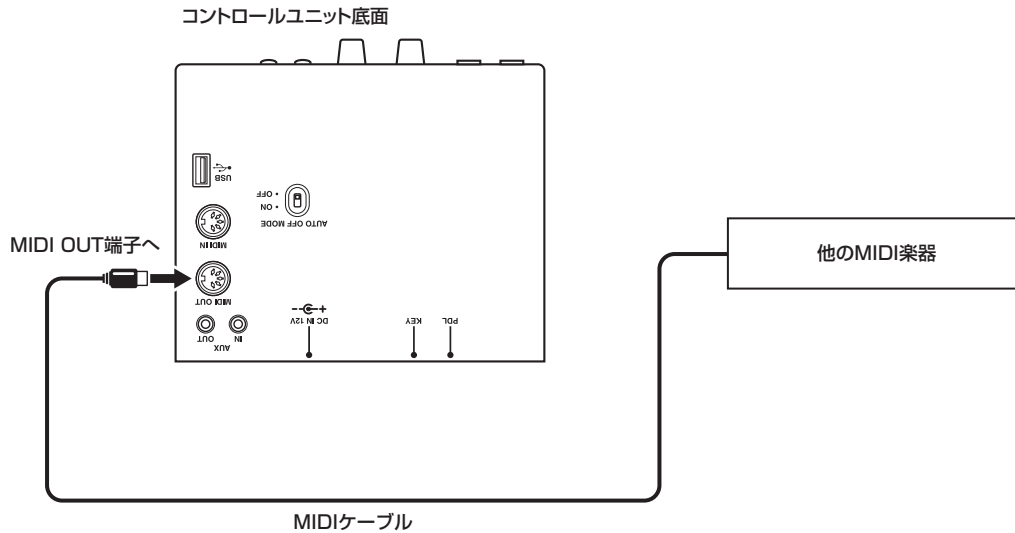 コントロールユニット底面
USB
OFF
ON
AUTO OFF MODE
MIDI IN
MIDI OUT端子へ
他のMIDI楽器
MIDI OUT
DC IN 12V
KEY
PDL
OUT
IN
AUX
MIDIケーブル